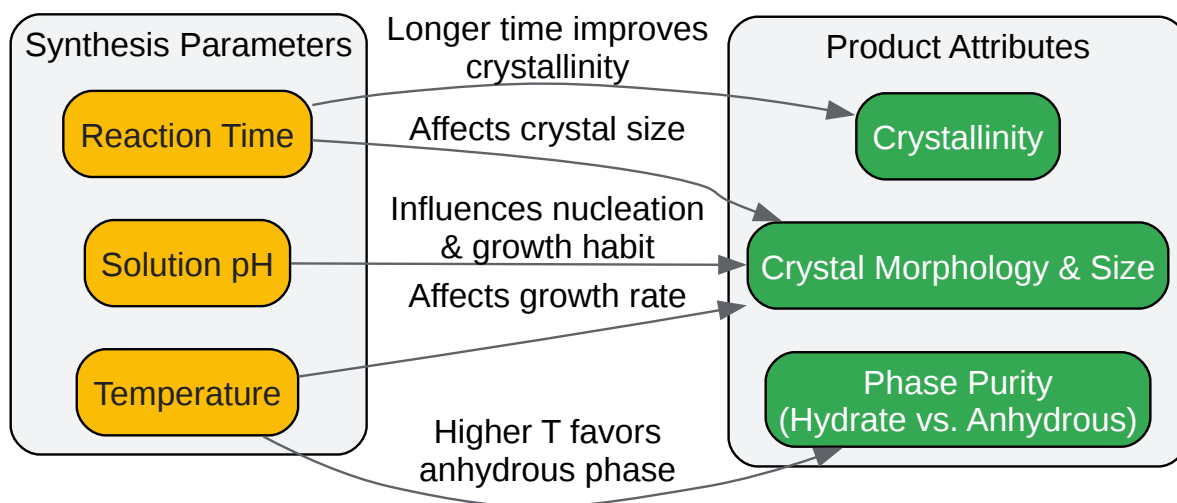 Synthesis Parameters
Reaction Time
Solution pH
Temperature
Longer time improves
crystallinity
Affects crystal size
Influences nucleation
& growth habit
Affects growth rate
Higher T favors
anhydrous phase
Product Attributes
Crystallinity
Crystal Morphology & Size
Phase Purity
(Hydrate vs. Anhydrous)